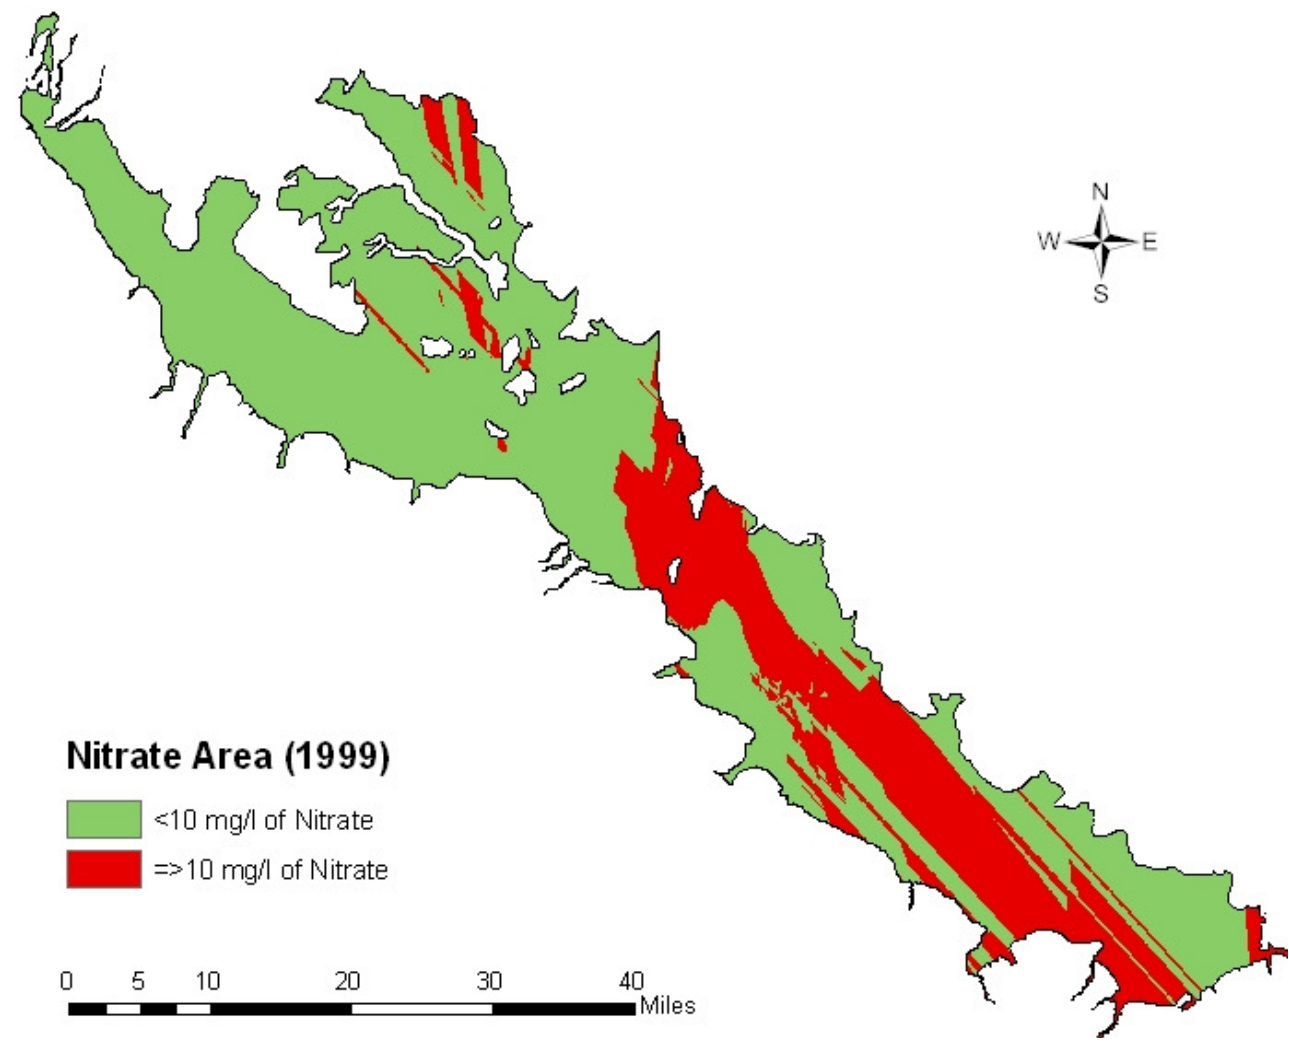 N
W E
S
Nitrate Area (1999)
<10 mg/l of Nitrate
=>10 mg/l of Nitrate
0 5 10 20 30 40
Miles